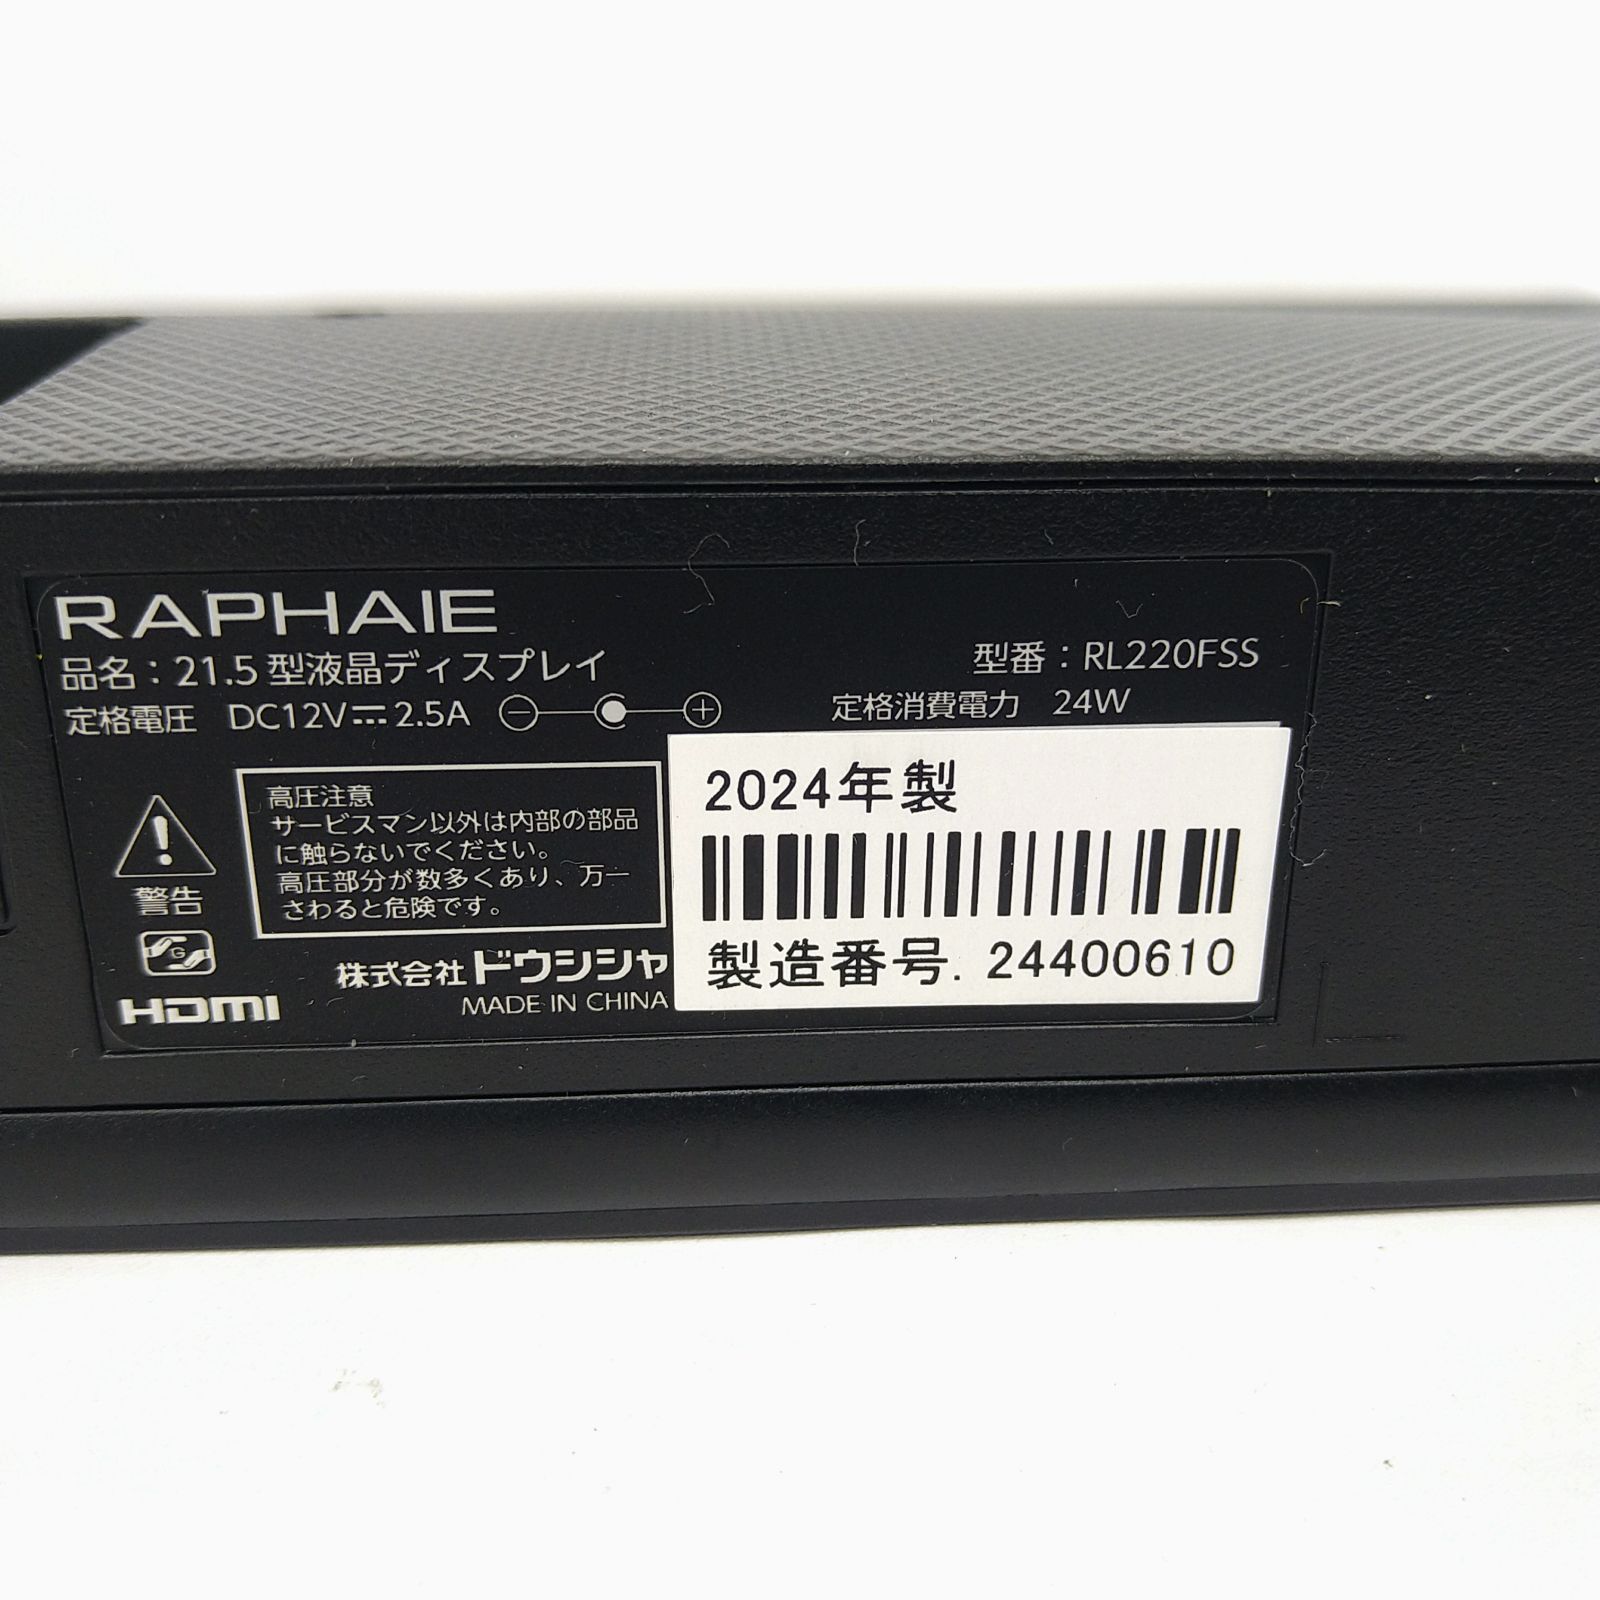 RAPHAIE
品名：21.5型液晶ディスプレイ
型番：RL220FSS
定格電圧 DC12V⎓2.5A
定格消費電力 24W
高圧注意
サービスマン以外は内部の部品
に触らないでください。
高圧部分が数多くあり、万一
さわると危険です。
警告
G
HDMI
株式会社ドウシシャ
MADE IN CHINA
2024年製
製造番号. 24400610